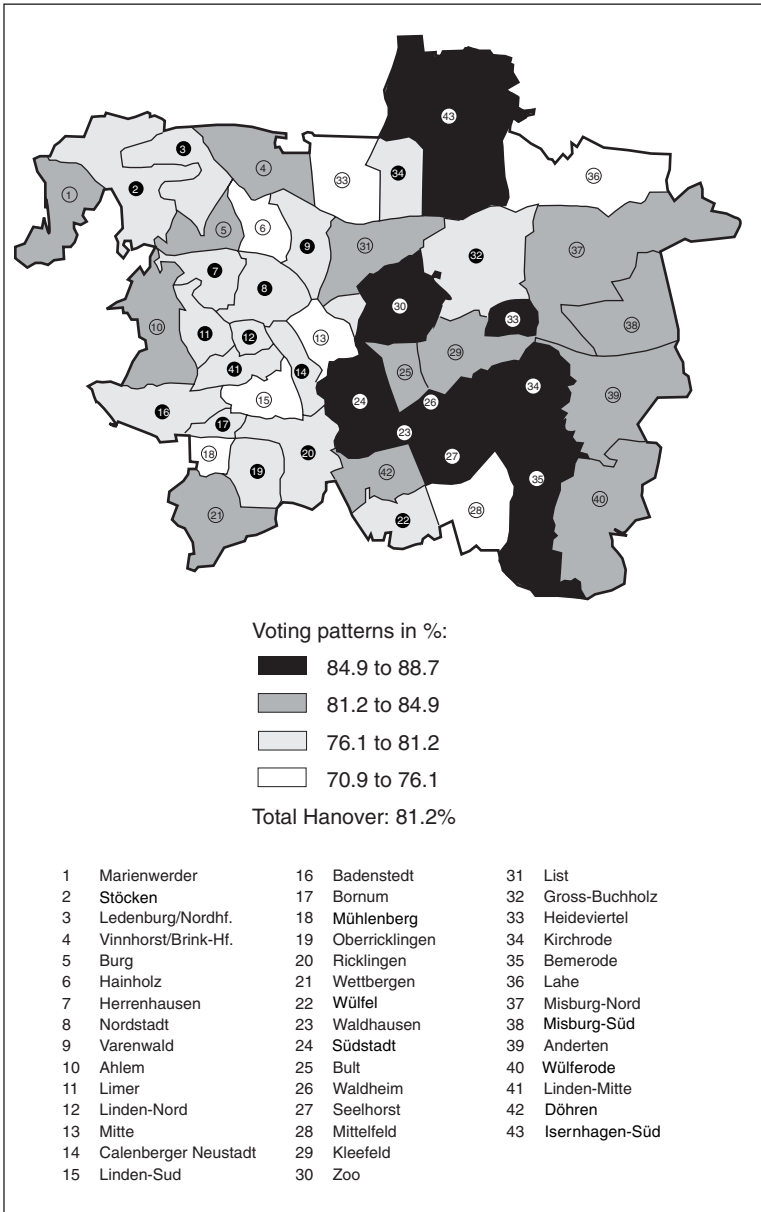 43
3
4
33
34
36
1
2
5
6
9
31
32
37
7
8
30
33
10
11
12
13
38
41
14
25
29
34
39
16
15
24
26
17
23
18
20
27
19
42
35
40
21
22
28
Voting patterns in %:
84.9 to 88.7
81.2 to 84.9
76.1 to 81.2
70.9 to 76.1
Total Hanover: 81.2%
1 Marienwerder
2 Stöcken
3 Ledenburg/Nordhf.
4 Vinnhorst/Brink-Hf.
5 Burg
6 Hainholz
7 Herrenhausen
8 Nordstadt
9 Varenwald
10 Ahlem
11 Limer
12 Linden-Nord
13 Mitte
14 Calenberger Neustadt
15 Linden-Sud
16 Badenstedt
17 Bornum
18 Mühlenberg
19 Oberricklingen
20 Ricklingen
21 Wettbergen
22 Wülfel
23 Waldhausen
24 Südstadt
25 Bult
26 Waldheim
27 Seelhorst
28 Mittelfeld
29 Kleefeld
30 Zoo
31 List
32 Gross-Buchholz
33 Heideviertel
34 Kirchrode
35 Bemerode
36 Lahe
37 Misburg-Nord
38 Misburg-Süd
39 Anderten
40 Wülferode
41 Linden-Mitte
42 Döhren
43 Isernhagen-Süd